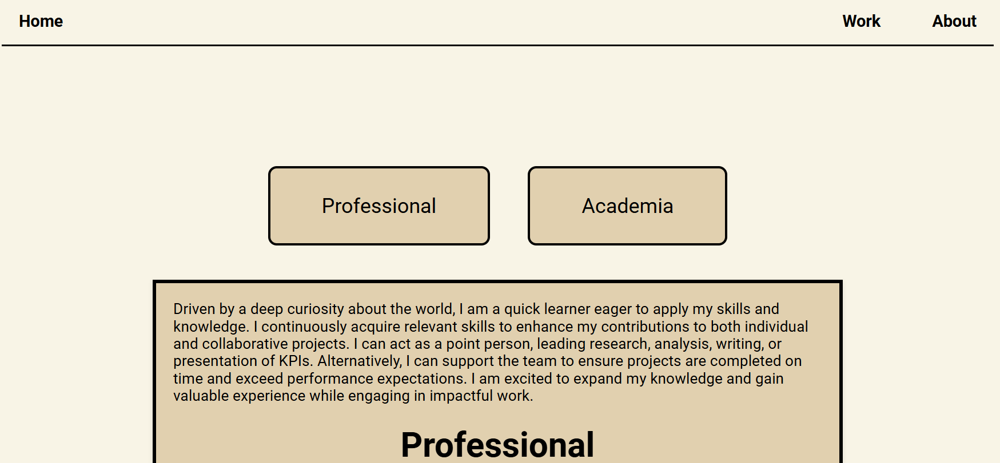 Home
Work
About
Professional
Academia
Driven by a deep curiosity about the world, I am a quick learner eager to apply my skills and
knowledge. I continuously acquire relevant skills to enhance my contributions to both individual
and collaborative projects. I can act as a point person, leading research, analysis, writing, or
presentation of KPIs. Alternatively, I can support the team to ensure projects are completed on
time and exceed performance expectations. I am excited to expand my knowledge and gain
valuable experience while engaging in impactful work.
Professional